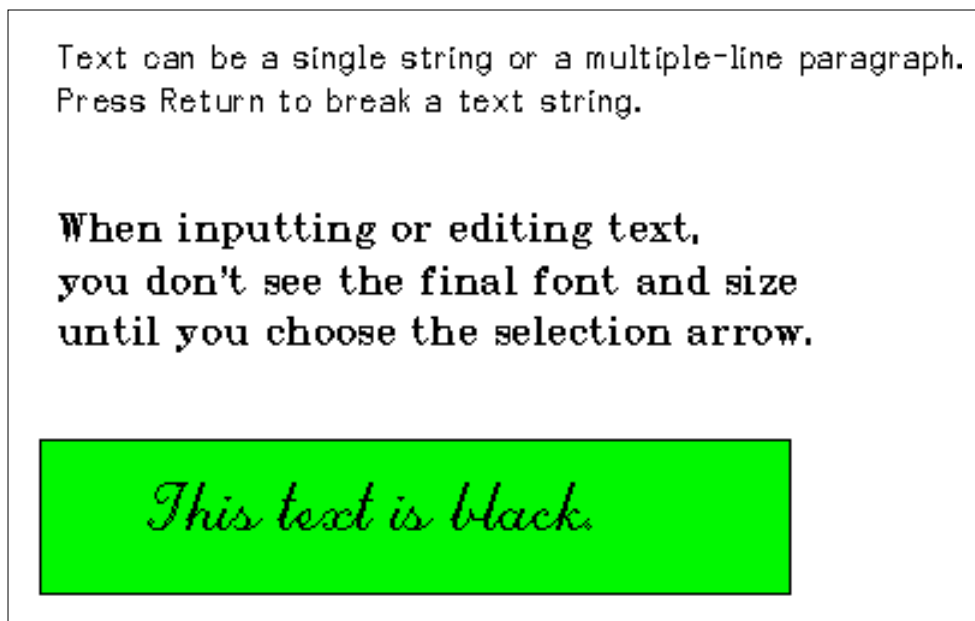 Text can be a single string or a multiple-line paragraph.
Press Return to break a text string.
When inputting or editing text,
you don't see the final font and size
until you choose the selection arrow.
This text is black.